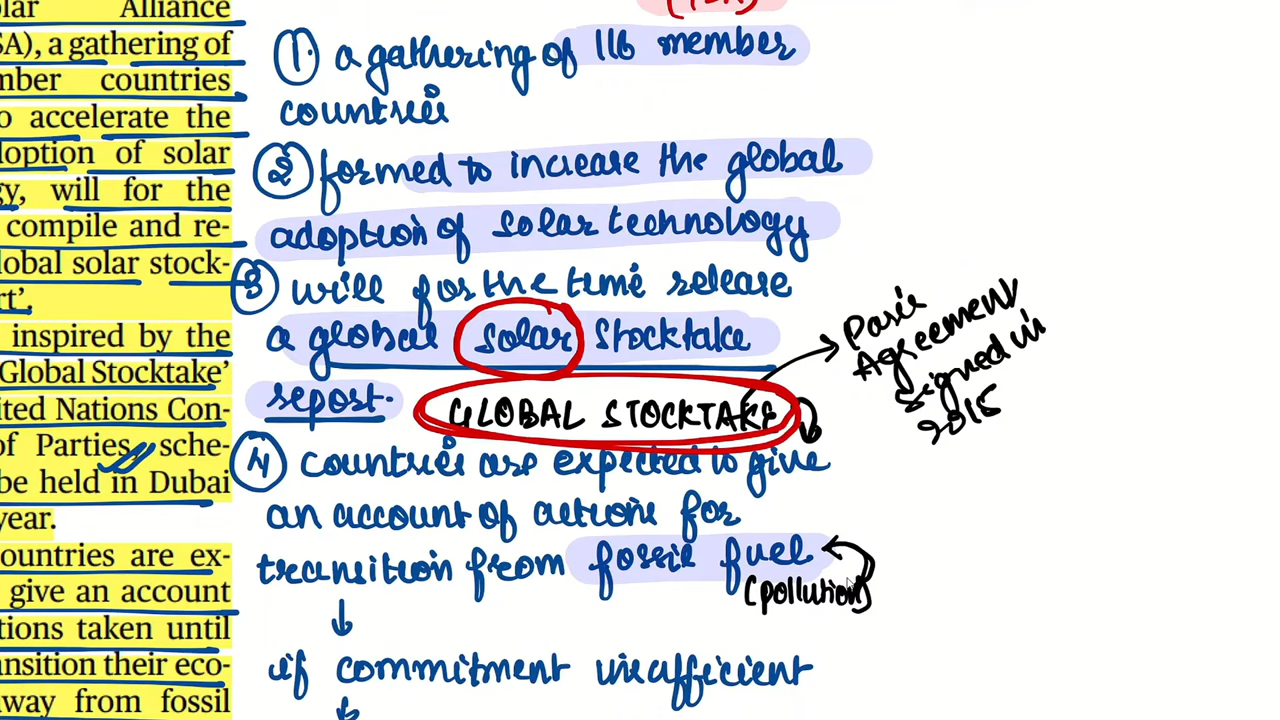 olar Alliance
SA), a gathering of
mber countries
o accelerate the
doption of solar
gy, will for the
compile and re-
lobal solar stock-
rt'.
inspired by the
Global Stocktake'
ited Nations Con-
of Parties, sche-
be held in Dubai
year.
ountries are ex-
give an account
tions taken until
ansition their eco-
away from fossil
(ISA)
① a gathering of 116 member
countries
② formed to increase the global
adoption of solar technology
③ will for the time release
a global solar stocktake
report.
GLOBAL STOCKTAKE
Paris
Agreement
signed in
2015
④ countries are expected to give
an account of actions for
transition from fossil fuel
(pollution)
if commitment insufficient